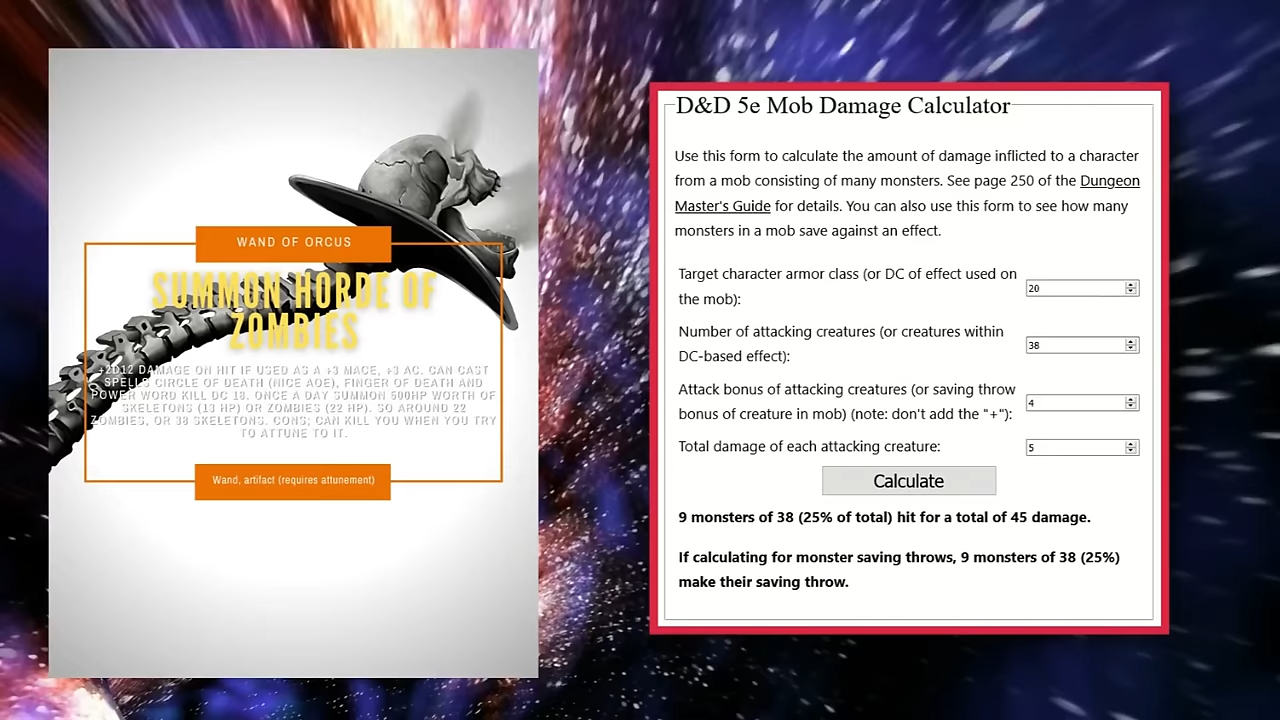 WAND OF ORCUS
SUMMON HORDE OF
ZOMBIES
+2D12 DAMAGE ON HIT IF USED AS A +3 MACE, +3 AC. CAN CAST
SPELLS CIRCLE OF DEATH (NICE AOE), FINGER OF DEATH AND
POWER WORD KILL DC 18. ONCE A DAY SUMMON 500HP WORTH OF
SKELETONS (13 HP) OR ZOMBIES (22 HP). SO AROUND 22
ZOMBIES, OR 38 SKELETONS. CONS; CAN KILL YOU WHEN YOU TRY
TO ATTUNE TO IT.
Wand, artifact (requires attunement)
D&D 5e Mob Damage Calculator
Use this form to calculate the amount of damage inflicted to a character
from a mob consisting of many monsters. See page 250 of the Dungeon
Master's Guide for details. You can also use this form to see how many
monsters in a mob save against an effect.
Target character armor class (or DC of effect used on
the mob):
20
Number of attacking creatures (or creatures within
DC-based effect):
38
Attack bonus of attacking creatures (or saving throw
bonus of creature in mob) (note: don't add the "+"):
4
Total damage of each attacking creature:
5
Calculate
9 monsters of 38 (25% of total) hit for a total of 45 damage.
If calculating for monster saving throws, 9 monsters of 38 (25%)
make their saving throw.